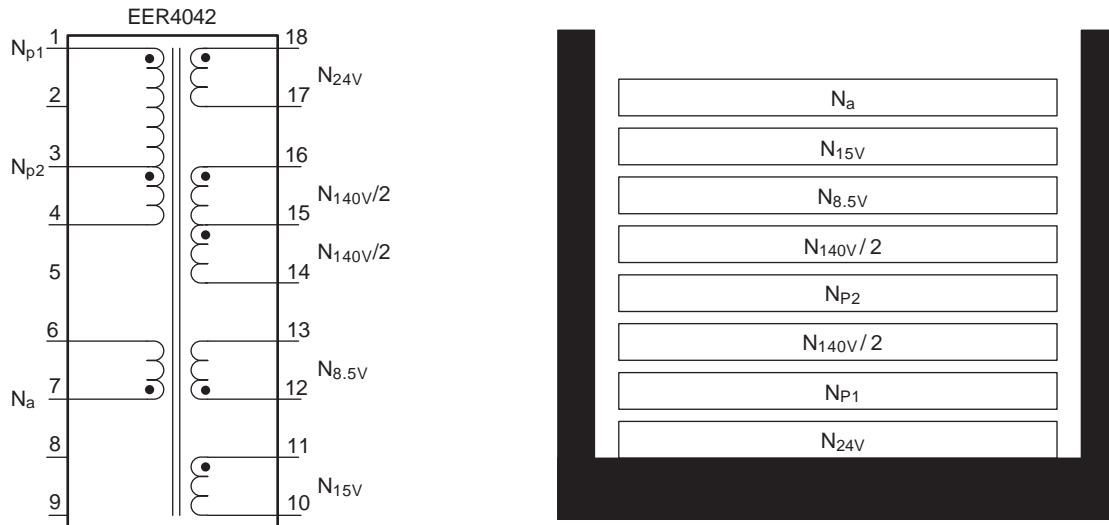 EER4042
Np1
1
2
3
Np2
4
5
6
7
Na
8
9
18
N24V
17
16
N140V/2
15
N140V/2
14
13
N8.5V
12
11
N15V
10
Na
N15V
N8.5V
N140V/2
NP2
N140V/2
NP1
N24V